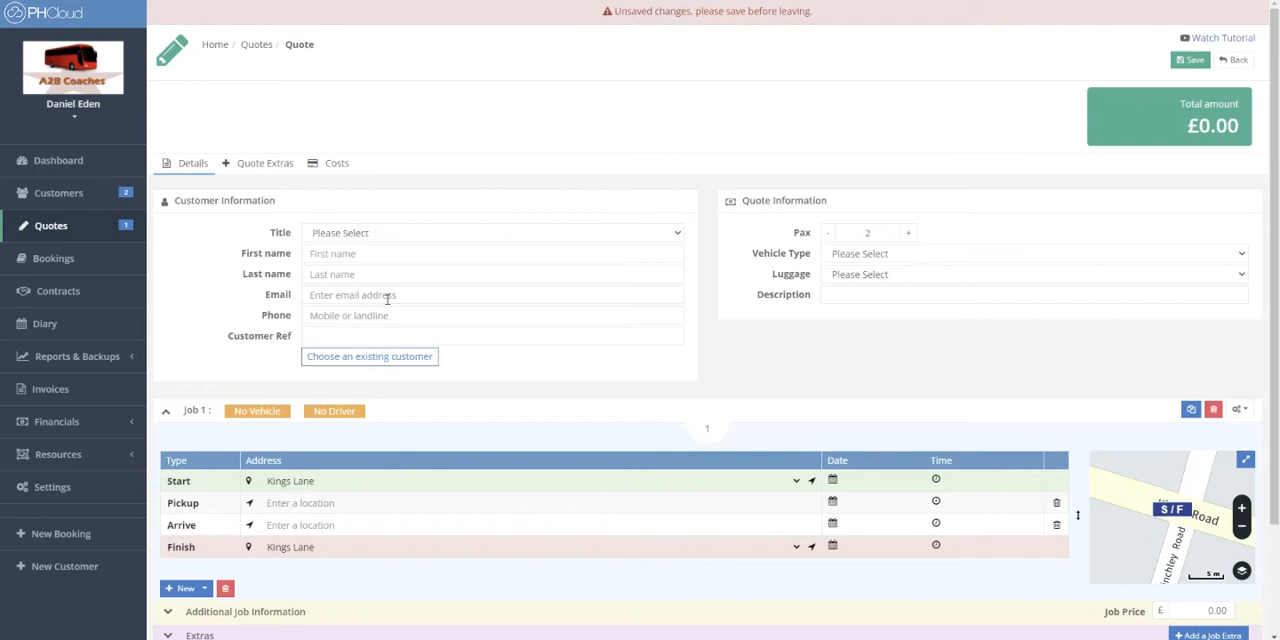 PHCloud
Unsaved changes, please save before leaving.
A2B Coaches
Daniel Eden
Home / Quotes / Quote
Watch Tutorial
Save
Back
Total amount
£0.00
Dashboard
Customers 2
Quotes 1
Bookings
Contracts
Diary
Reports & Backups
Invoices
Financials
Resources
Settings
New Booking
New Customer
Details
Quote Extras
Costs
Customer Information
Title Please Select
First name First name
Last name Last name
Email Enter email address
Phone Mobile or landline
Customer Ref
Choose an existing customer
Quote Information
Pax - 2 +
Vehicle Type Please Select
Luggage Please Select
Description
Job 1 : No Vehicle No Driver
1
Type Address Date Time
Start Kings Lane
Pickup Enter a location
Arrive Enter a location
Finish Kings Lane
S / F
Road
inchley Road
5 m
+ New
Additional job Information
Job Price £ 0.00
Extras
Add a Job Extra